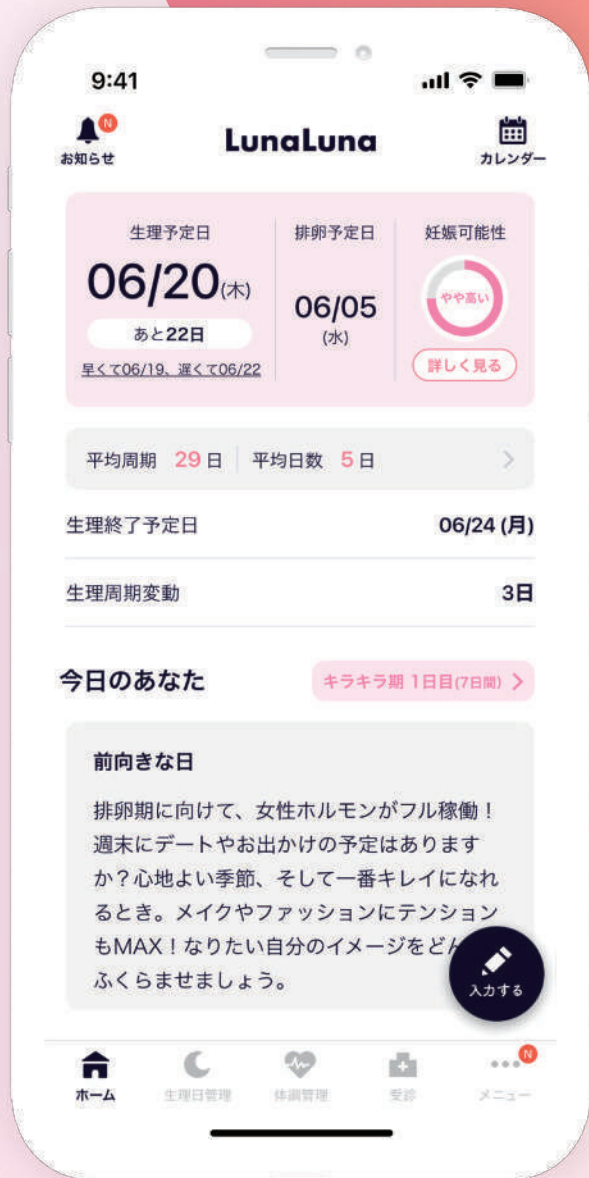 9:41
N
お知らせ
LunaLuna
カレンダー
生理予定日
06/20(木)
あと22日
早くて06/19、遅くて06/22
排卵予定日
06/05
(水)
妊娠可能性
やや高い
詳しく見る
平均周期 29日 平均日数 5日
生理終了予定日 06/24 (月)
生理周期変動 3日
今日のあなた キラキラ期 1日目(7日間)
前向きな日
排卵期に向けて、女性ホルモンがフル稼働！
週末にデートやお出かけの予定はあります
か？心地よい季節、そして一番キレイになれ
るとき。メイクやファッションにテンション
もMAX！なりたい自分のイメージをどん
ふくらませましょう。
入力する
ホーム
生理日管理
体調管理
受診
N
メニュー